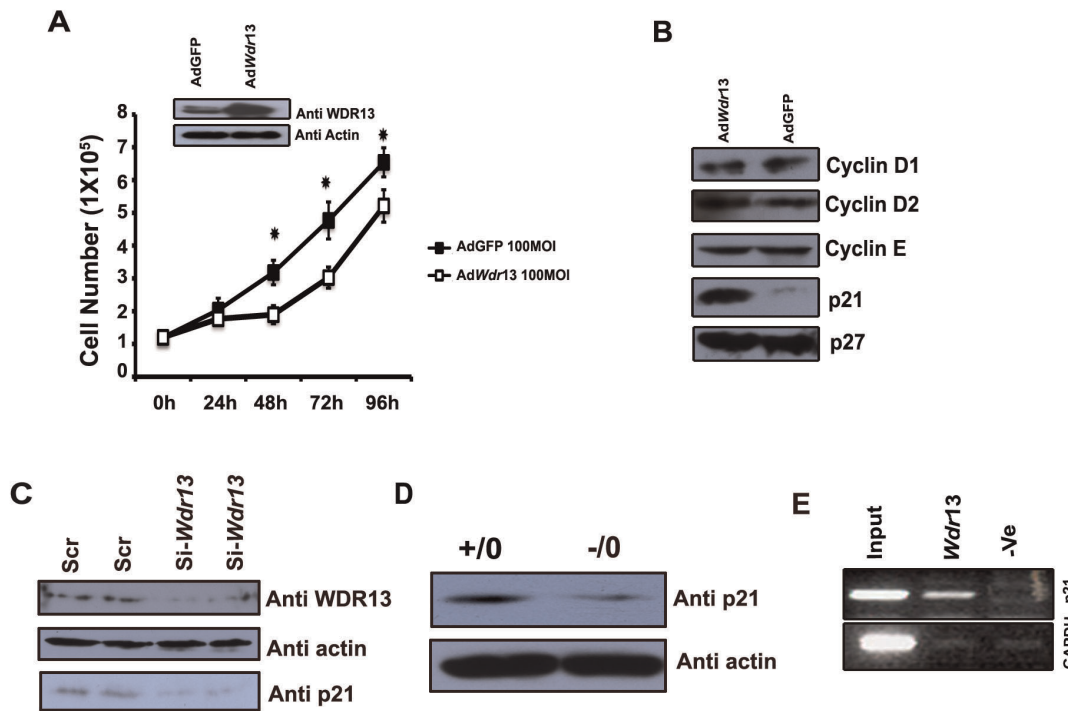 A
AdGFP
AdWdr13
Anti WDR13
Anti Actin
8
7
6
5
4
3
2
1
0
Cell Number (1X10⁵)
0h 24h 48h 72h 96h
* * *
AdGFP 100MOI
AdWdr13 100MOI
B
AdWdr13
AdGFP
Cyclin D1
Cyclin D2
Cyclin E
p21
p27
C
Scr
Scr
Si-Wdr13
Si-Wdr13
Anti WDR13
Anti actin
Anti p21
D
+/0 -/0
Anti p21
Anti actin
E
Input
Wdr13
-Ve
p21